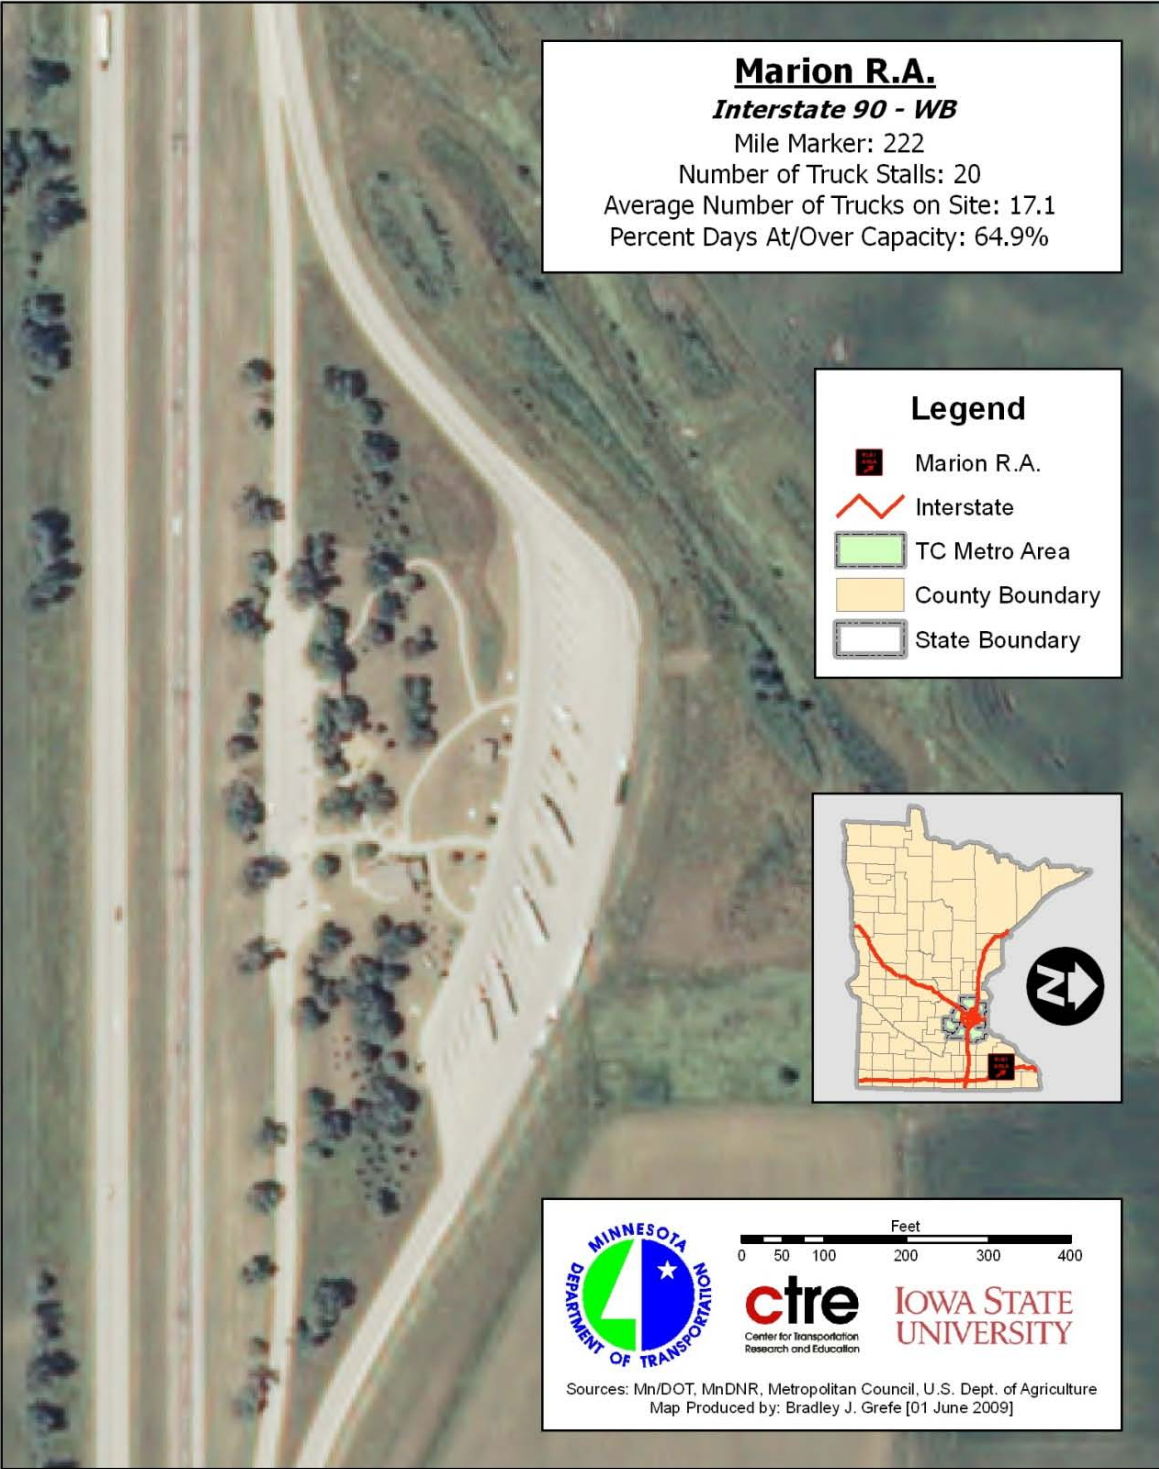 Marion R.A.
Interstate 90 - WB
Mile Marker: 222
Number of Truck Stalls: 20
Average Number of Trucks on Site: 17.1
Percent Days At/Over Capacity: 64.9%
Legend
Marion R.A.
Interstate
TC Metro Area
County Boundary
State Boundary
N
MINNESOTA
DEPARTMENT OF TRANSPORTATION
Feet
0 50 100 200 300 400
ctre
Center for Transportation
Research and Education
IOWA STATE
UNIVERSITY
Sources: Mn/DOT, MnDNR, Metropolitan Council, U.S. Dept. of Agriculture
Map Produced by: Bradley J. Grefe [01 June 2009]